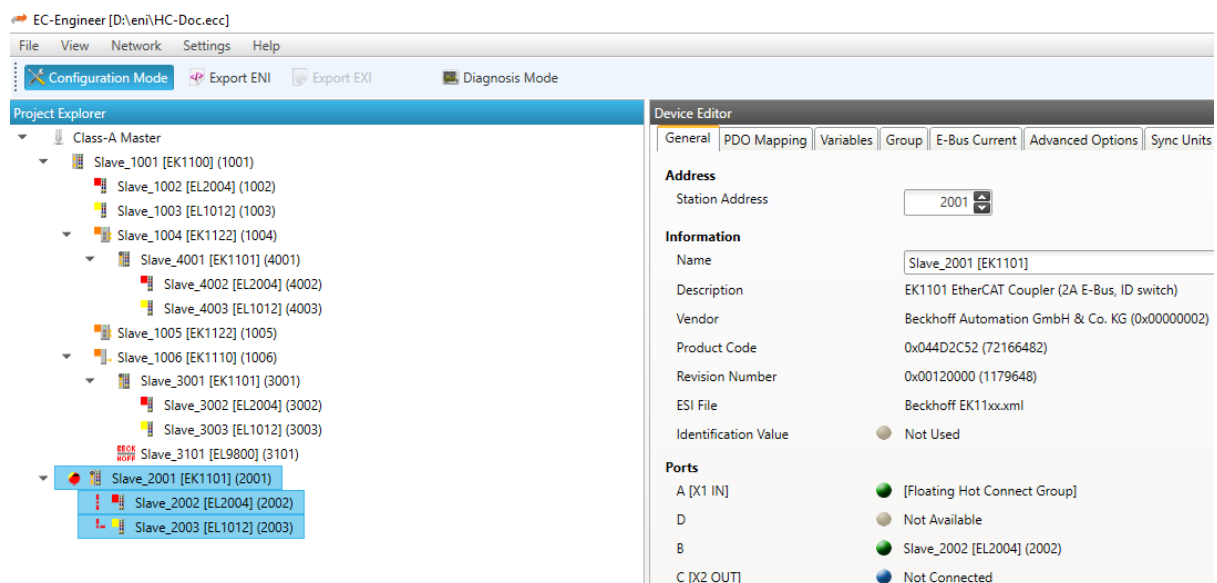 EC-Engineer [D:\eni\HC-Doc.ecc]
File View Network Settings Help
Configuration Mode Export ENI Export EXI Diagnosis Mode
Project Explorer
Class-A Master
Slave_1001 [EK1100] (1001)
Slave_1002 [EL2004] (1002)
Slave_1003 [EL1012] (1003)
Slave_1004 [EK1122] (1004)
Slave_4001 [EK1101] (4001)
Slave_4002 [EL2004] (4002)
Slave_4003 [EL1012] (4003)
Slave_1005 [EK1122] (1005)
Slave_1006 [EK1110] (1006)
Slave_3001 [EK1101] (3001)
Slave_3002 [EL2004] (3002)
Slave_3003 [EL1012] (3003)
BECK
HOFF
Slave_3101 [EL9800] (3101)
Slave_2001 [EK1101] (2001)
Slave_2002 [EL2004] (2002)
Slave_2003 [EL1012] (2003)
Device Editor
General PDO Mapping Variables Group E-Bus Current Advanced Options Sync Units
Address
Station Address 2001
Information
Name Slave_2001 [EK1101]
Description EK1101 EtherCAT Coupler (2A E-Bus, ID switch)
Vendor Beckhoff Automation GmbH & Co. KG (0x00000002)
Product Code 0x044D2C52 (72166482)
Revision Number 0x00120000 (1179648)
ESI File Beckhoff EK11xx.xml
Identification Value Not Used
Ports
A [X1 IN] [Floating Hot Connect Group]
D Not Available
B Slave_2002 [EL2004] (2002)
C [X2 OUT] Not Connected